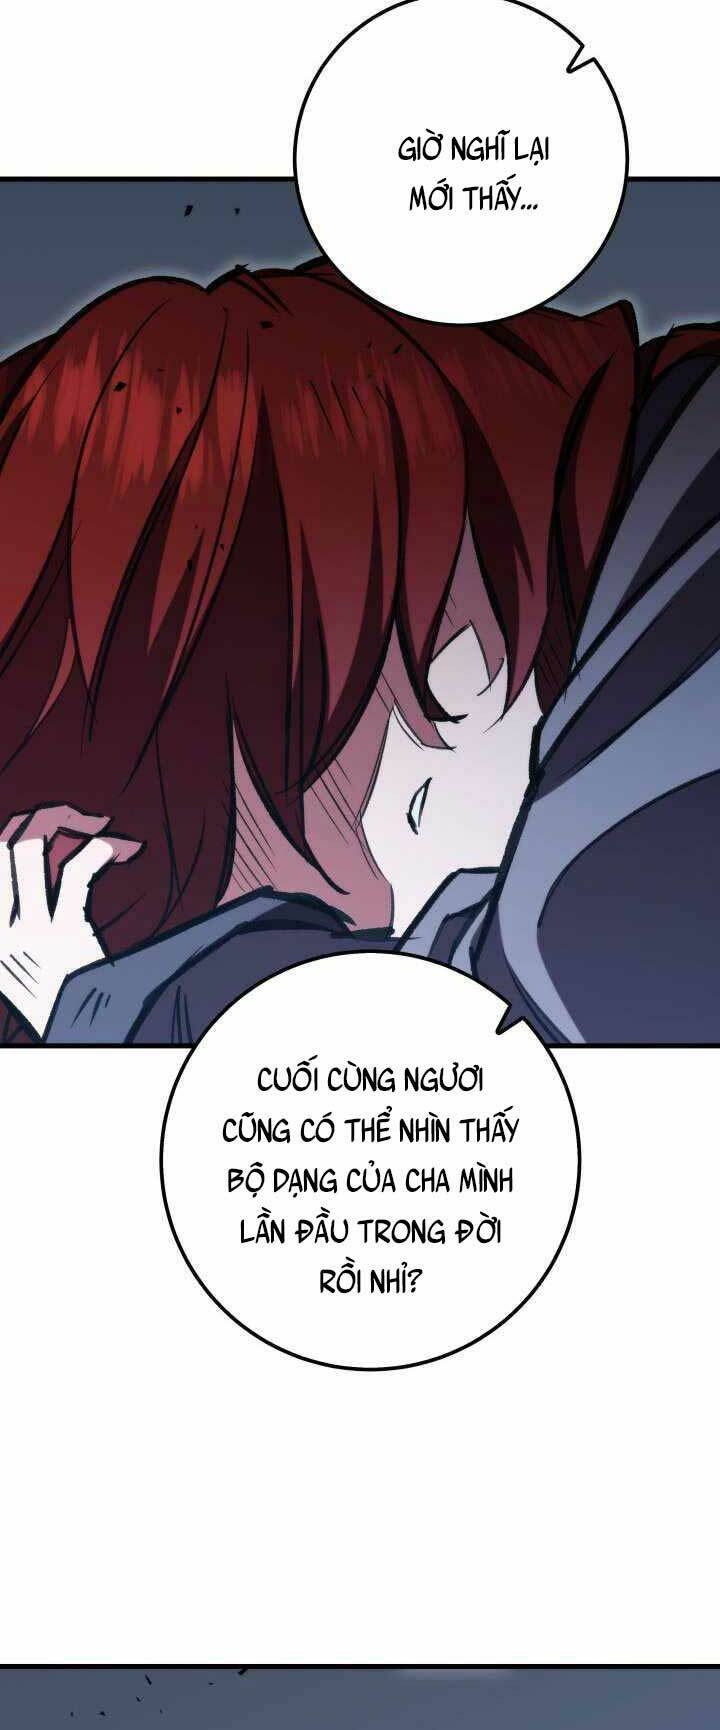 GIỜ NGHĨ LẠI
MỚI THẤY...
CUỐI CÙNG NGƯƠI
CŨNG CÓ THỂ NHÌN THẤY
BỘ DẠNG CỦA CHA MÌNH
LẦN ĐẦU TRONG ĐỜI
RỒI NHỈ?